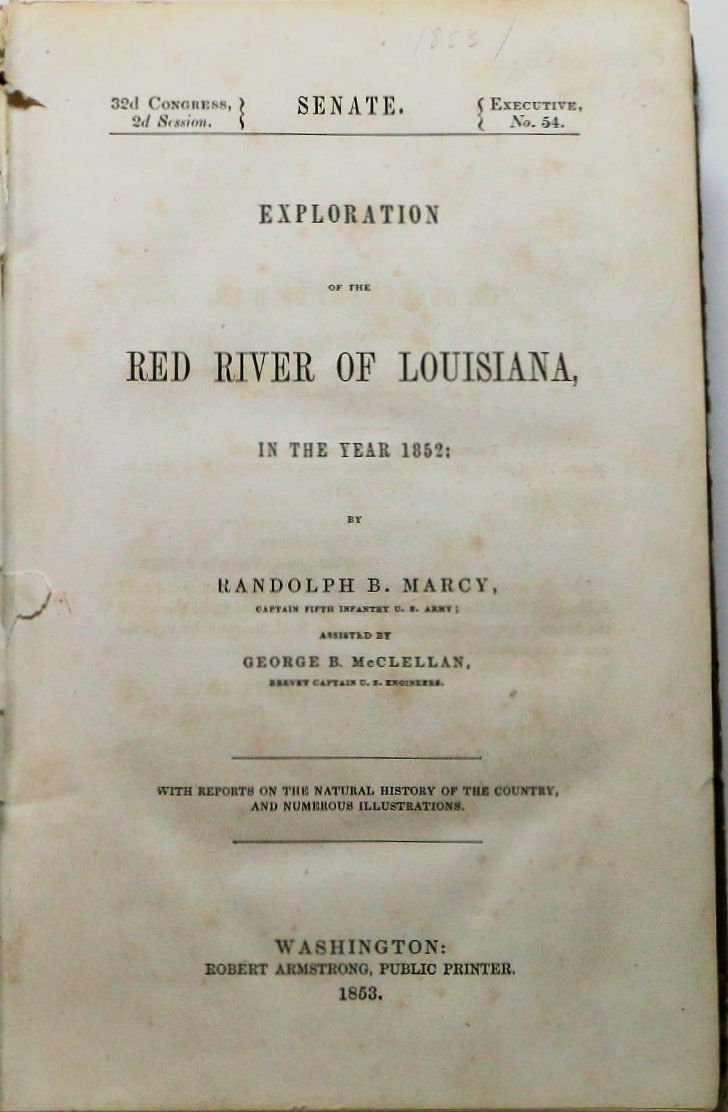 1853
32d Congress, } SENATE. { Executive,
2d Session. No. 54.
EXPLORATION
OF THE
RED RIVER OF LOUISIANA,
IN THE YEAR 1852:
BY
RANDOLPH B. MARCY,
CAPTAIN FIFTH INFANTRY U. S. ARMY;
ASSISTED BY
GEORGE B. McCLELLAN,
BREVET CAPTAIN U. S. ENGINEERS.
WITH REPORTS ON THE NATURAL HISTORY OF THE COUNTRY,
AND NUMEROUS ILLUSTRATIONS.
WASHINGTON:
ROBERT ARMSTRONG, PUBLIC PRINTER.
1853.